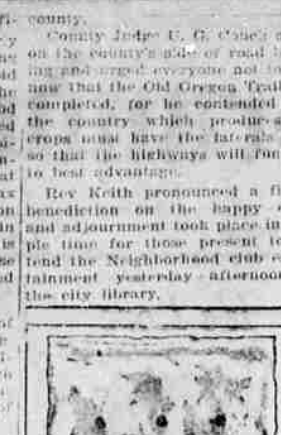 county.
County Judge U. G. Couch
on the county's side of road
ing and urged everyone not
now that the Old Oregon Trail
completed, for he contended
the country which produces
crops must have the laterals
so that the highways will
to best advantage.
Rev Keith pronounced a
benediction on the happy
and adjournment took place in
ple time for those present to
tend the Neighborhood club
tainment yesterday afternoon
the city library.